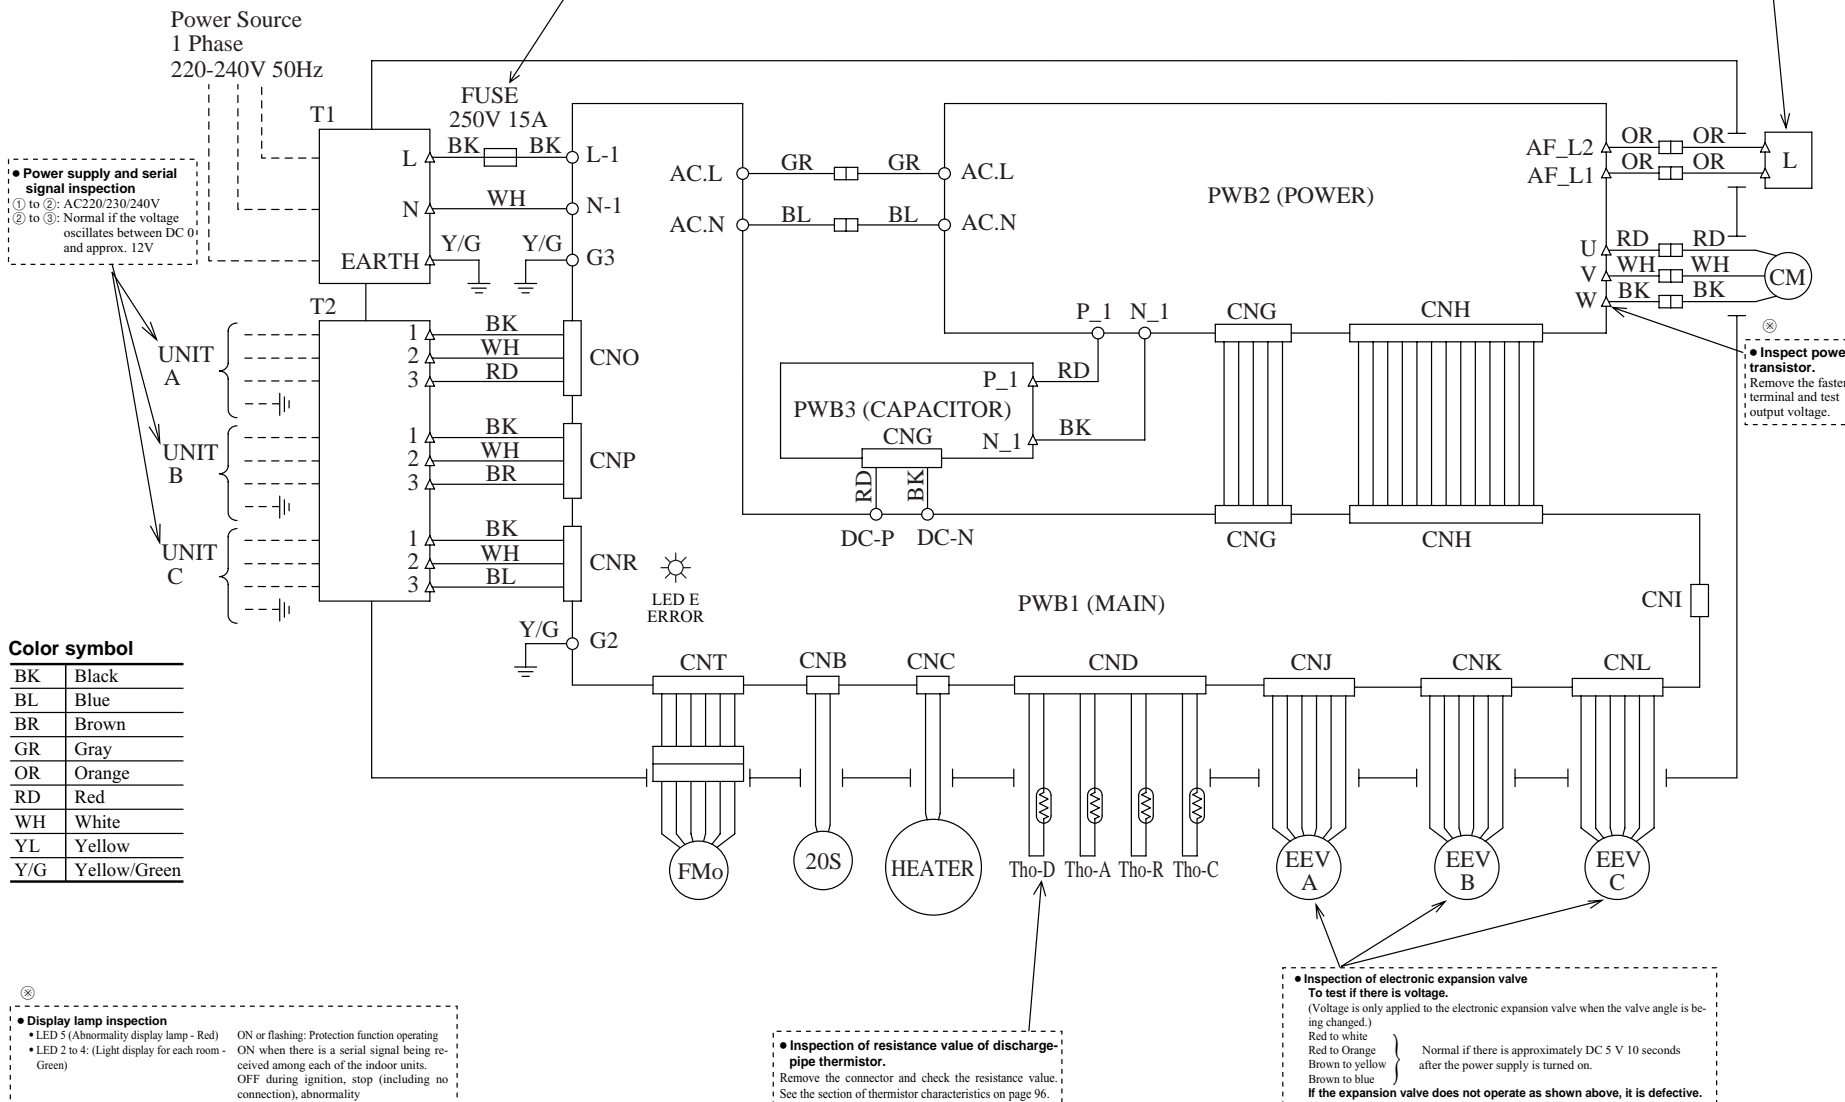 Power Source
1 Phase
220-240V 50Hz
T1
FUSE
250V 15A
BK BK
L L-1
WH
N N-1
Y/G Y/G
EARTH G3
AC.L GR GR AC.L
AC.N BL BL AC.N
PWB2 (POWER)
AF_L2 OR OR
AF_L1 OR OR
L
U RD RD
V WH WH
W BK BK
CM
● Power supply and serial
signal inspection
① to ②: AC220/230/240V
② to ③: Normal if the voltage
oscillates between DC 0
and approx. 12V
T2
UNIT
A
1 BK
2 WH
3 RD
CNO
UNIT
B
1 BK
2 WH
3 BR
CNP
UNIT
C
1 BK
2 WH
3 BL
CNR
P_1 N_1
CNG CNH
P_1 RD
PWB3 (CAPACITOR)
CNG
N_1 BK
RD BK
DC-P DC-N
CNG CNH
※
● Inspect powe
transistor.
Remove the faster
terminal and test
output voltage.
LED E
ERROR
PWB1 (MAIN)
CNI
Y/G G2
CNT CNB CNC CND CNJ CNK CNL
FMo
20S
HEATER
Tho-D Tho-A Tho-R Tho-C
EEV
A
EEV
B
EEV
C
Color symbol
BK Black
BL Blue
BR Brown
GR Gray
OR Orange
RD Red
WH White
YL Yellow
Y/G Yellow/Green
※
● Display lamp inspection
• LED 5 (Abnormality display lamp - Red) ON or flashing: Protection function operating
• LED 2 to 4: (Light display for each room - ON when there is a serial signal being re-
Green) ceived among each of the indoor units.
OFF during ignition, stop (including no
connection), abnormality
● Inspection of resistance value of discharge-
pipe thermistor.
Remove the connector and check the resistance value.
See the section of thermistor characteristics on page 96.
● Inspection of electronic expansion valve
To test if there is voltage.
(Voltage is only applied to the electronic expansion valve when the valve angle is be-
ing changed.)
Red to white
Red to Orange Normal if there is approximately DC 5 V 10 seconds
Brown to yellow after the power supply is turned on.
Brown to blue
If the expansion valve does not operate as shown above, it is defective.